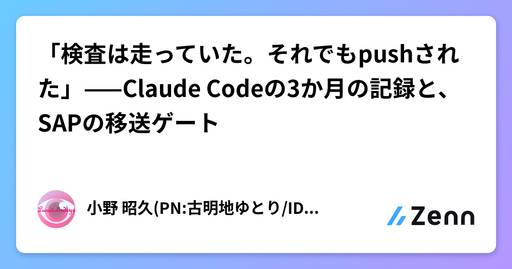 「検査は走っていた。それでもpushされ
た」——Claude Codeの3か月の記録と、
SAPの移送ゲート
小野 昭久(PN:古明地ゆとり/ID...
Zenn